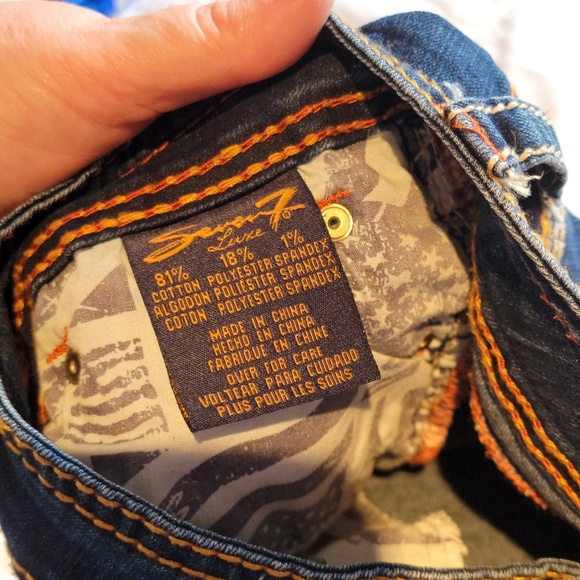 Seven7®
Luxe
81% 18% 1%
COTTON POLYESTER SPANDEX
ALGODON POLIÉSTER SPANDEX
COTON POLYESTER SPANDEX
MADE IN CHINA
HECHO EN CHINA
FABRIQUE EN CHINE
OVER FOR CARE
VOLTEAR PARA CUIDADO
PLUS POUR LES SOINS